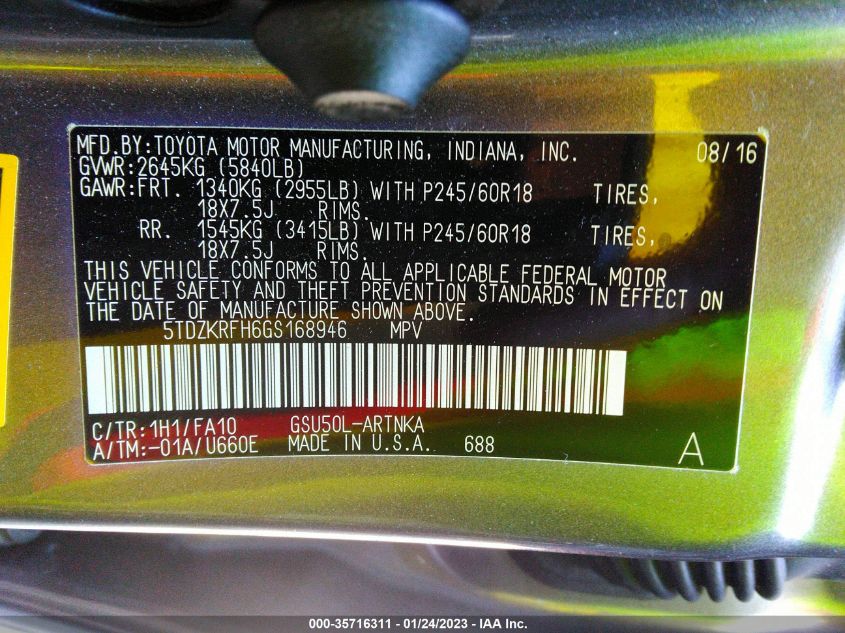 MFD.BY:TOYOTA MOTOR MANUFACTURING, INDIANA, INC. 08/16
GVWR:2645KG (5840LB)
GAWR:FRT. 1340KG (2955LB) WITH P245/60R18 TIRES,
18X7.5J RIMS.
RR. 1545KG (3415LB) WITH P245/60R18 TIRES,
18X7.5J RIMS.
THIS VEHICLE CONFORMS TO ALL APPLICABLE FEDERAL MOTOR
VEHICLE SAFETY AND THEFT PREVENTION STANDARDS IN EFFECT ON
THE DATE OF MANUFACTURE SHOWN ABOVE.
5TDZKRFH6GS168946 MPV
C/TR:1H1/FA10 GSU50L-ARTNKA
A/TM:-01A/U660E MADE IN U.S.A. 688 A
000-35716311 - 01/24/2023 - IAA Inc.